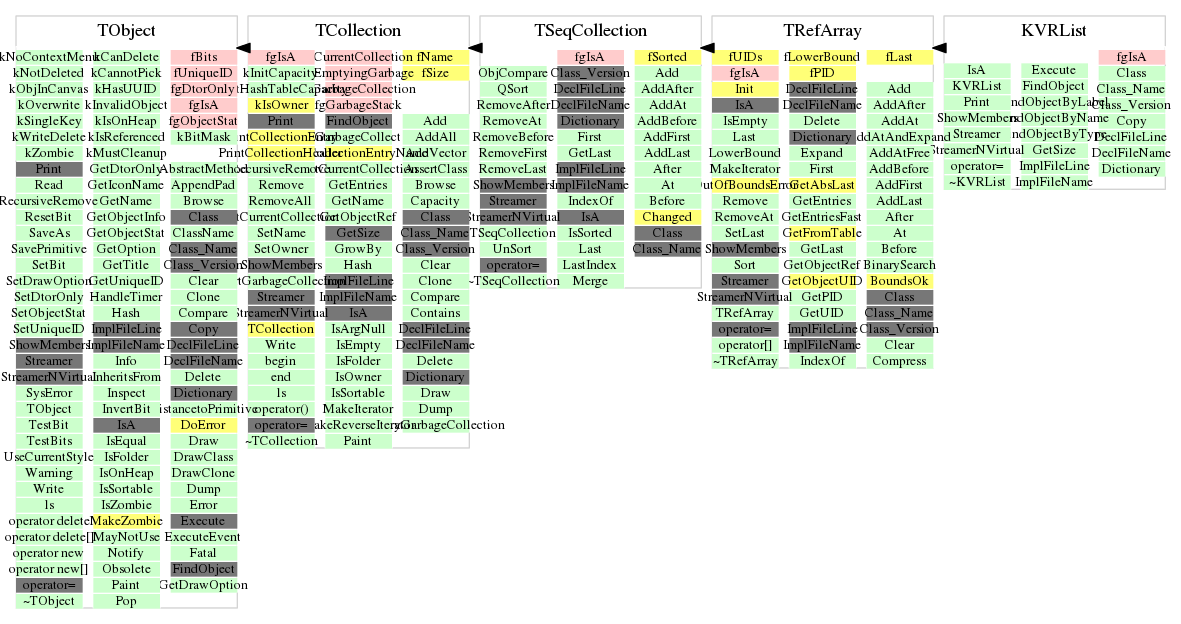 TObject
TCollection
TSeqCollection
TRefArray
KVRList
kNoContextMenu
kNotDeleted
kObjInCanvas
kOverwrite
kSingleKey
kWriteDelete
kZombie
Print
Read
RecursiveRemove
ResetBit
SaveAs
SavePrimitive
SetBit
SetDrawOption
SetDtorOnly
SetObjectStat
SetUniqueID
ShowMembers
Streamer
StreamerNVirtual
SysError
TObject
TestBit
TestBits
UseCurrentStyle
Warning
Write
ls
operator delete
operator delete[]
operator new
operator new[]
operator=
~TObject
kCanDelete
kCannotPick
kHasUUID
kInvalidObject
kIsOnHeap
kIsReferenced
kMustCleanup
GetDtorOnly
GetIconName
GetName
GetObjectInfo
GetObjectStat
GetOption
GetTitle
GetUniqueID
HandleTimer
Hash
ImplFileLine
ImplFileName
Info
InheritsFrom
Inspect
InvertBit
IsA
IsEqual
IsFolder
IsOnHeap
IsSortable
IsZombie
MakeZombie
MayNotUse
Notify
Obsolete
Paint
Pop
fBits
fUniqueID
fgDtorOnly
fgIsA
fgObjectStat
kBitMask
AbstractMethod
AppendPad
Browse
Class
ClassName
Class_Name
Class_Version
Clear
Clone
Compare
Copy
DeclFileLine
DeclFileName
Delete
Dictionary
DistancetoPrimitive
DoError
Draw
DrawClass
DrawClone
Dump
Error
Execute
ExecuteEvent
Fatal
FindObject
GetDrawOption
fgIsA
kInitCapacity
kInitHashTableCapacity
kIsOwner
Print
PrintCollectionEntry
PrintCollectionHeader
RecursiveRemove
Remove
RemoveAll
SetCurrentCollection
SetName
SetOwner
ShowMembers
StartGarbageCollection
Streamer
StreamerNVirtual
TCollection
Write
begin
end
ls
operator()
operator=
~TCollection
fgCurrentCollection
fgEmptyingGarbage
fgGarbageCollection
fgGarbageStack
FindObject
GarbageCollect
GetCollectionEntryName
GetCurrentCollection
GetEntries
GetName
GetObjectRef
GetSize
GrowBy
Hash
ImplFileLine
ImplFileName
IsA
IsArgNull
IsEmpty
IsFolder
IsOwner
IsSortable
MakeIterator
MakeReverseIterator
Paint
fName
fSize
Add
AddAll
AddVector
AssertClass
Browse
Capacity
Class
Class_Name
Class_Version
Clear
Clone
Compare
Contains
DeclFileLine
DeclFileName
Delete
Dictionary
Draw
Dump
EmptyGarbageCollection
ObjCompare
QSort
RemoveAfter
RemoveAt
RemoveBefore
RemoveFirst
RemoveLast
ShowMembers
Streamer
StreamerNVirtual
TSeqCollection
UnSort
operator=
~TSeqCollection
fgIsA
Class_Version
DeclFileLine
DeclFileName
Dictionary
First
GetLast
ImplFileLine
ImplFileName
IndexOf
IsA
IsSorted
Last
LastIndex
Merge
fSorted
Add
AddAfter
AddAt
AddBefore
AddFirst
AddLast
After
At
Before
Changed
Class
Class_Name
fUIDs
fgIsA
Init
IsA
IsEmpty
Last
LowerBound
MakeIterator
OutOfBoundsError
Remove
RemoveAt
SetLast
ShowMembers
Sort
Streamer
StreamerNVirtual
TRefArray
operator=
operator[]
~TRefArray
fLowerBound
fPID
DeclFileLine
DeclFileName
Delete
Dictionary
Expand
First
GetAbsLast
GetEntries
GetEntriesFast
GetFromTable
GetLast
GetObjectRef
GetObjectUID
GetPID
GetUID
ImplFileLine
ImplFileName
IndexOf
fLast
Add
AddAfter
AddAt
AddAtAndExpand
AddAtFree
AddBefore
AddFirst
AddLast
After
At
Before
BinarySearch
BoundsOk
Class
Class_Name
Class_Version
Clear
Compress
IsA
KVRList
Print
ShowMembers
Streamer
StreamerNVirtual
operator=
~KVRList
Execute
FindObject
FindObjectByLabel
FindObjectByName
FindObjectByType
GetSize
ImplFileLine
ImplFileName
fgIsA
Class
Class_Name
Class_Version
Copy
DeclFileLine
DeclFileName
Dictionary